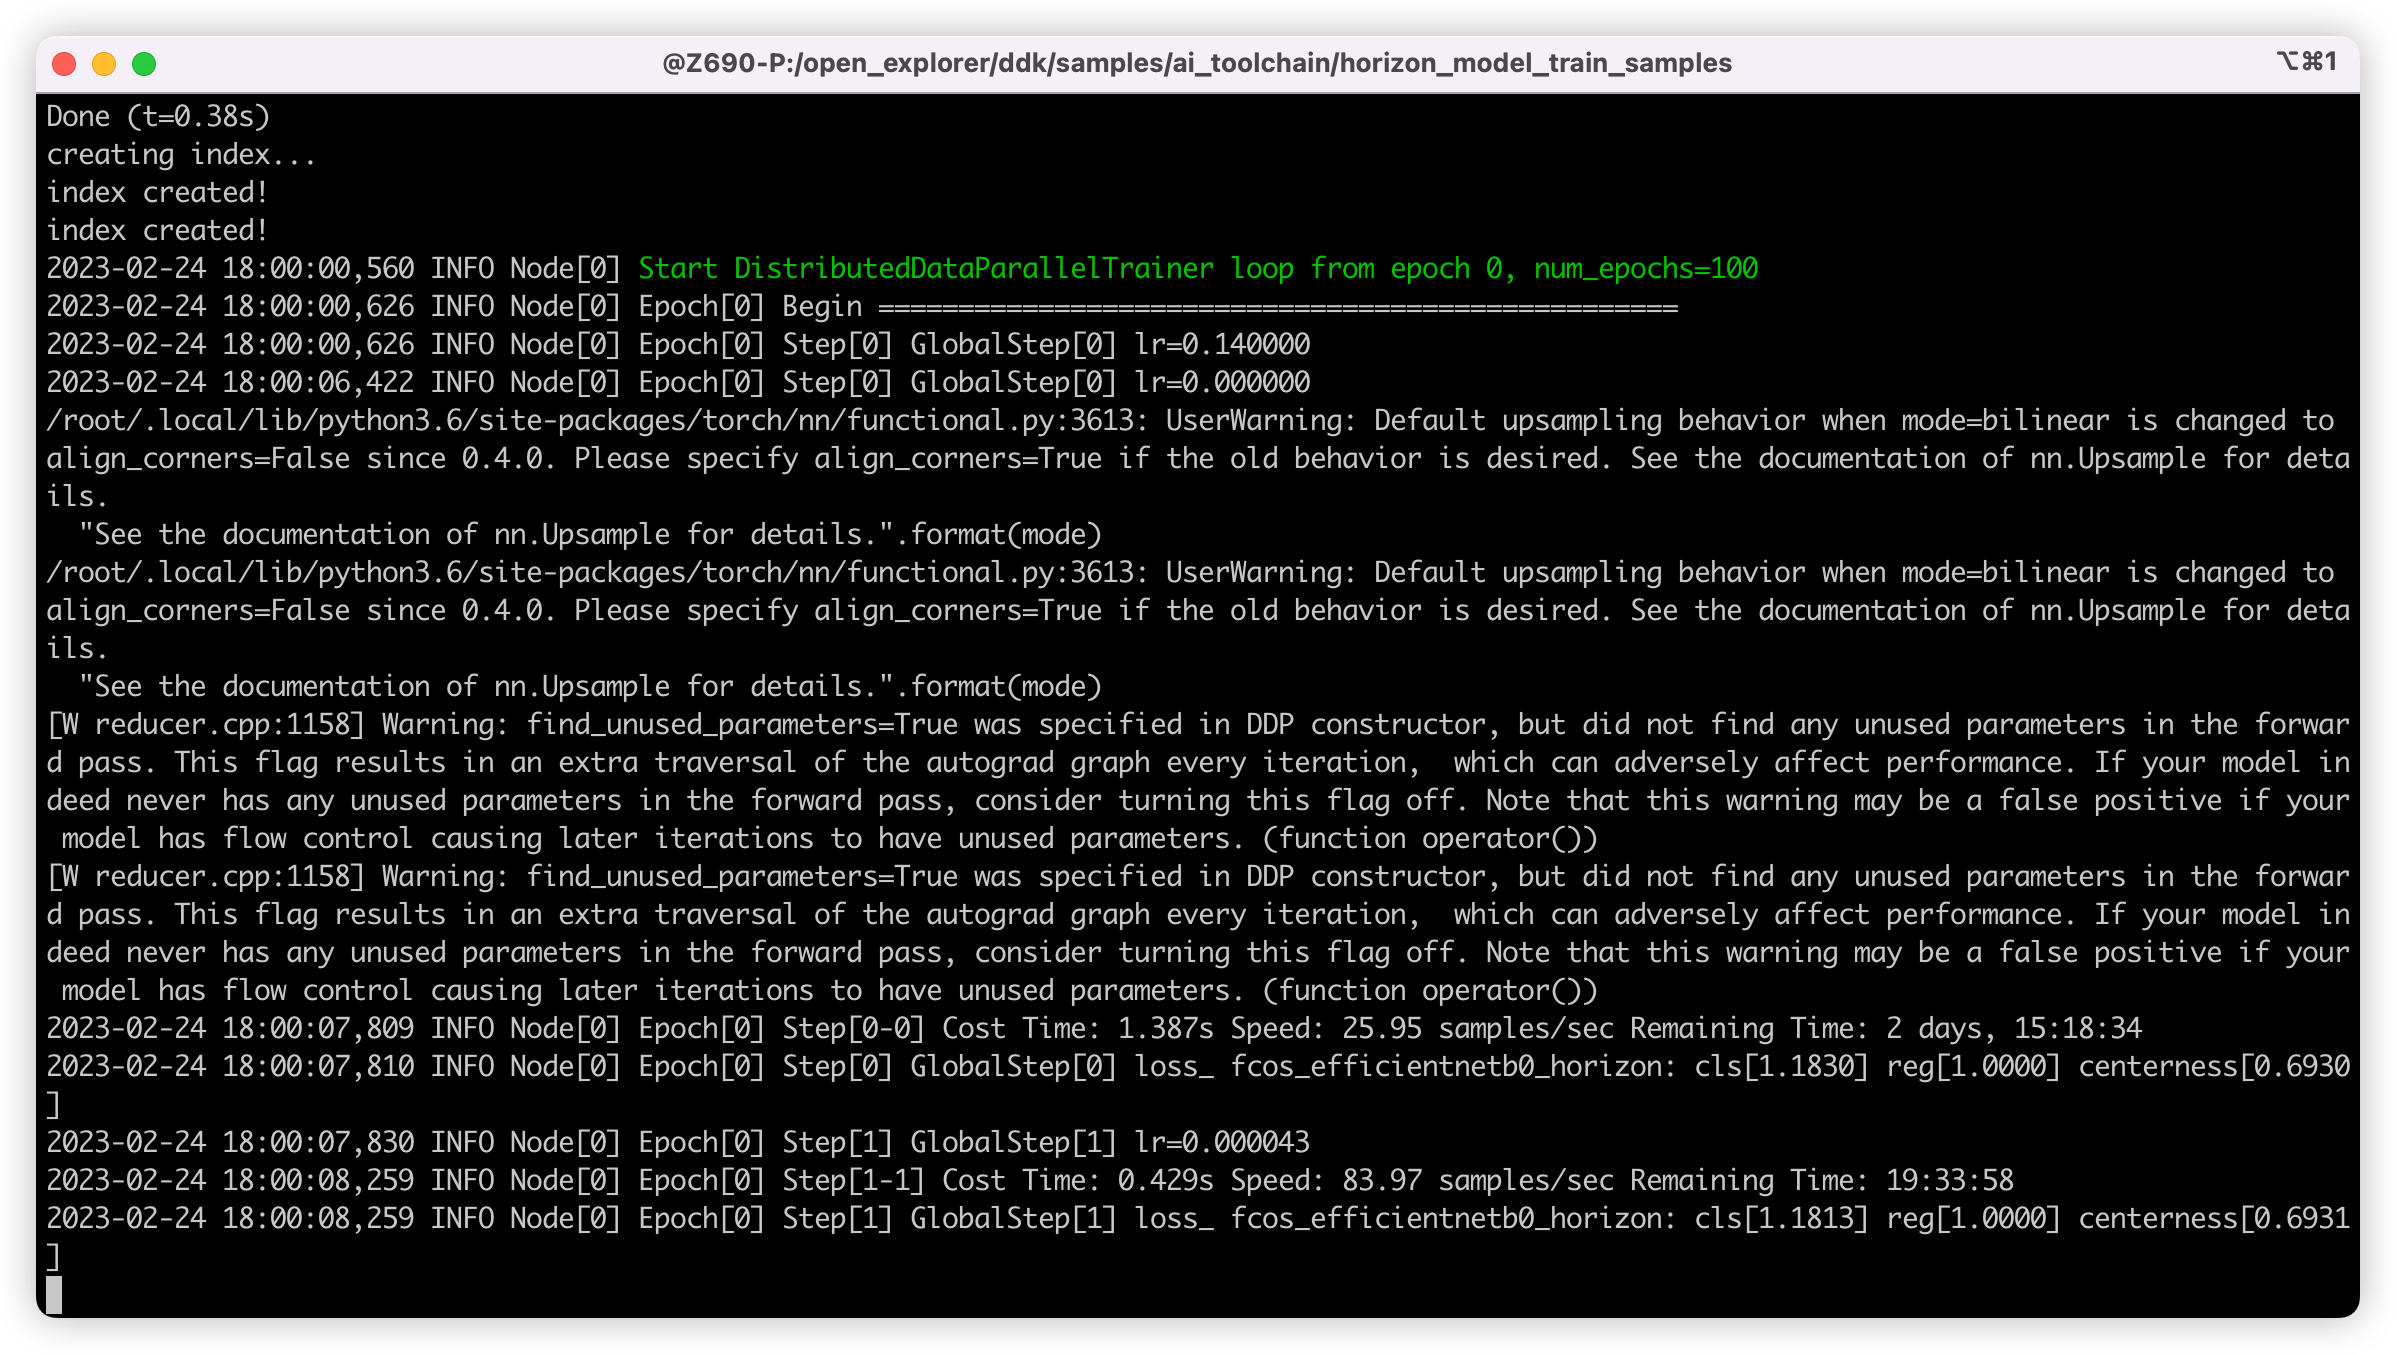 @Z690-P:/open_explorer/ddk/samples/ai_toolchain/horizon_model_train_samples
⌥⌘1
Done (t=0.38s)
creating index...
index created!
index created!
2023-02-24 18:00:00,560 INFO Node[0] Start DistributedDataParallelTrainer loop from epoch 0, num_epochs=100
2023-02-24 18:00:00,626 INFO Node[0] Epoch[0] Begin ==================================================
2023-02-24 18:00:00,626 INFO Node[0] Epoch[0] Step[0] GlobalStep[0] lr=0.140000
2023-02-24 18:00:06,422 INFO Node[0] Epoch[0] Step[0] GlobalStep[0] lr=0.000000
/root/.local/lib/python3.6/site-packages/torch/nn/functional.py:3613: UserWarning: Default upsampling behavior when mode=bilinear is changed to
align_corners=False since 0.4.0. Please specify align_corners=True if the old behavior is desired. See the documentation of nn.Upsample for deta
ils.
  "See the documentation of nn.Upsample for details.".format(mode)
/root/.local/lib/python3.6/site-packages/torch/nn/functional.py:3613: UserWarning: Default upsampling behavior when mode=bilinear is changed to
align_corners=False since 0.4.0. Please specify align_corners=True if the old behavior is desired. See the documentation of nn.Upsample for deta
ils.
  "See the documentation of nn.Upsample for details.".format(mode)
[W reducer.cpp:1158] Warning: find_unused_parameters=True was specified in DDP constructor, but did not find any unused parameters in the forwar
d pass. This flag results in an extra traversal of the autograd graph every iteration,  which can adversely affect performance. If your model in
deed never has any unused parameters in the forward pass, consider turning this flag off. Note that this warning may be a false positive if your
 model has flow control causing later iterations to have unused parameters. (function operator())
[W reducer.cpp:1158] Warning: find_unused_parameters=True was specified in DDP constructor, but did not find any unused parameters in the forwar
d pass. This flag results in an extra traversal of the autograd graph every iteration,  which can adversely affect performance. If your model in
deed never has any unused parameters in the forward pass, consider turning this flag off. Note that this warning may be a false positive if your
 model has flow control causing later iterations to have unused parameters. (function operator())
2023-02-24 18:00:07,809 INFO Node[0] Epoch[0] Step[0-0] Cost Time: 1.387s Speed: 25.95 samples/sec Remaining Time: 2 days, 15:18:34
2023-02-24 18:00:07,810 INFO Node[0] Epoch[0] Step[0] GlobalStep[0] loss_ fcos_efficientnetb0_horizon: cls[1.1830] reg[1.0000] centerness[0.6930
]
2023-02-24 18:00:07,830 INFO Node[0] Epoch[0] Step[1] GlobalStep[1] lr=0.000043
2023-02-24 18:00:08,259 INFO Node[0] Epoch[0] Step[1-1] Cost Time: 0.429s Speed: 83.97 samples/sec Remaining Time: 19:33:58
2023-02-24 18:00:08,259 INFO Node[0] Epoch[0] Step[1] GlobalStep[1] loss_ fcos_efficientnetb0_horizon: cls[1.1813] reg[1.0000] centerness[0.6931
]